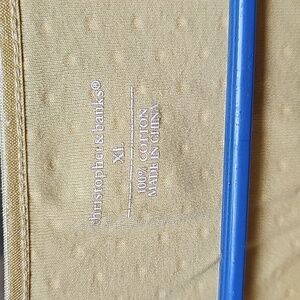 christopher & banks®
XL
100% COTTON
MADE IN CHINA